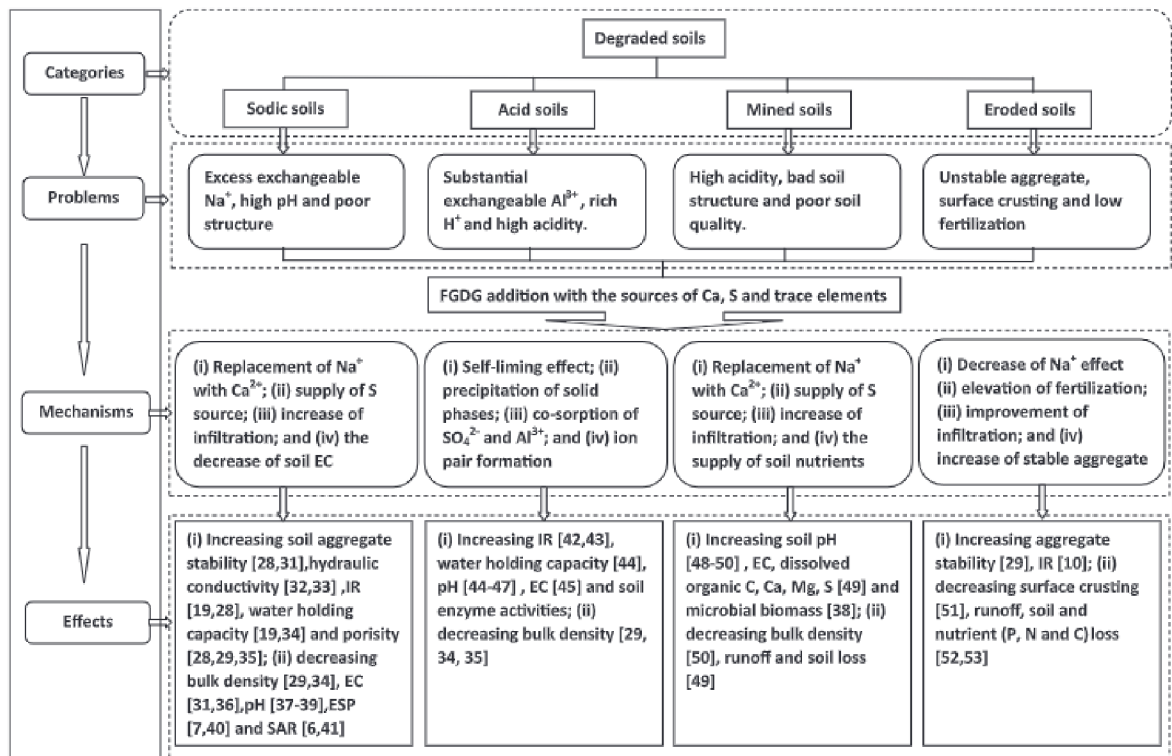 Degraded soils
Categories
Sodic soils
Acid soils
Mined soils
Eroded soils
Problems
Excess exchangeable
Na⁺, high pH and poor
structure
Substantial
exchangeable Al³⁺, rich
H⁺ and high acidity.
High acidity, bad soil
structure and poor soil
quality.
Unstable aggregate,
surface crusting and low
fertilization
FGDG addition with the sources of Ca, S and trace elements
Mechanisms
(i) Replacement of Na⁺
with Ca²⁺; (ii) supply of S
source; (iii) increase of
infiltration; and (iv) the
decrease of soil EC
(i) Self-liming effect; (ii)
precipitation of solid
phases; (iii) co-sorption of
SO₄²⁻ and Al³⁺; and (iv) ion
pair formation
(i) Replacement of Na⁺
with Ca²⁺; (ii) supply of S
source; (iii) increase of
infiltration; and (iv) the
supply of soil nutrients
(i) Decrease of Na⁺ effect
(ii) elevation of fertilization;
(iii) improvement of
infiltration; and (iv)
increase of stable aggregate
Effects
(i) Increasing soil aggregate
stability [28,31],hydraulic
conductivity [32,33] ,IR
[19,28], water holding
capacity [19,34] and porisity
[28,29,35]; (ii) decreasing
bulk density [29,34], EC
[31,36],pH [37-39],ESP
[7,40] and SAR [6,41]
(i) Increasing IR [42,43],
water holding capacity [44],
pH [44-47] , EC [45] and soil
enzyme activities; (ii)
decreasing bulk density [29,
34, 35]
(i) Increasing soil pH
[48-50] , EC, dissolved
organic C, Ca, Mg, S [49] and
microbial biomass [38]; (ii)
decreasing bulk density
[50], runoff and soil loss
[49]
(i) Increasing aggregate
stability [29], IR [10]; (ii)
decreasing surface crusting
[51], runoff, soil and
nutrient (P, N and C) loss
[52,53]